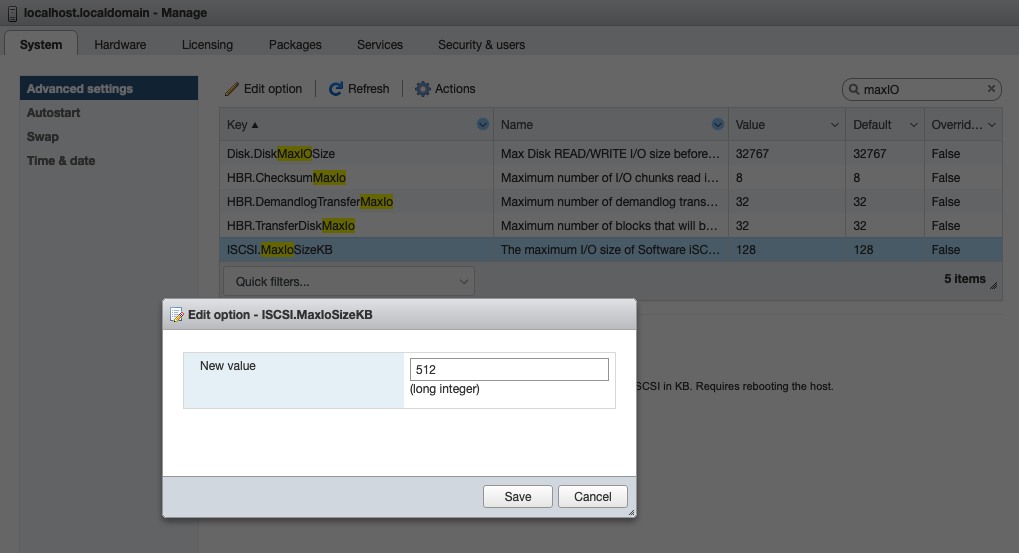 localhost.localdomain - Manage
System Hardware Licensing Packages Services Security & users
Advanced settings
Autostart
Swap
Time & date
Edit option Refresh Actions maxIO
Key Name Value Default Overrid...
Disk.DiskMaxIOSize Max Disk READ/WRITE I/O size before... 32767 32767 False
HBR.ChecksumMaxIo Maximum number of I/O chunks read i... 8 8 False
HBR.DemandlogTransferMaxIo Maximum number of demandlog trans... 32 32 False
HBR.TransferDiskMaxIo Maximum number of blocks that will b... 32 32 False
ISCSI.MaxIoSizeKB The maximum I/O size of Software iSC... 128 128 False
Quick filters... 5 items
Edit option - ISCSI.MaxIoSizeKB
New value 512
(long integer)
SCSI in KB. Requires rebooting the host.
Save Cancel